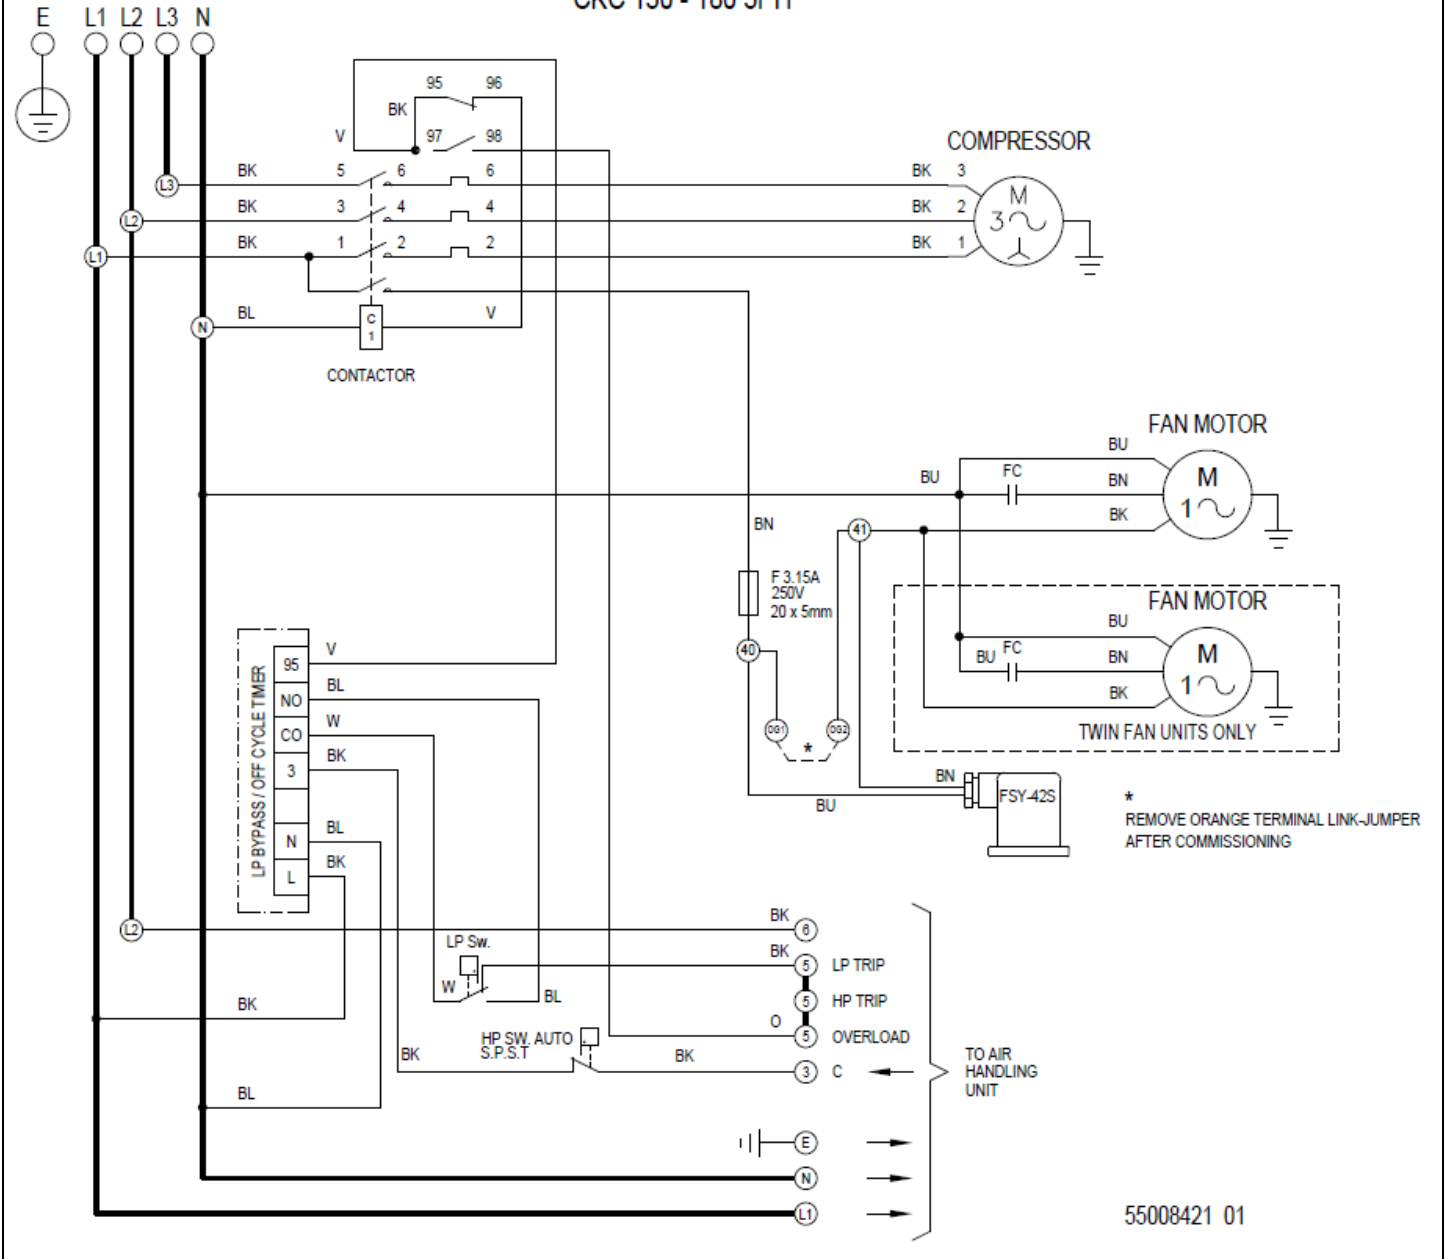 CRC 150 - 180 3PH
E L1 L2 L3 N
95 96
BK
V 97 98
COMPRESSOR
L3 BK 5 6 6 BK 3
L2 BK 3 4 4 BK 2
L1 BK 1 2 2 BK 1
M
3
N BL C
1
V
CONTACTOR
FAN MOTOR
BU
BU FC BN
M
1
BK
BN
41
F 3.15A
250V
20 x 5mm
40
FAN MOTOR
BU
BU FC BN
M
1
BK
TWIN FAN UNITS ONLY
OG1 OG2
*
BN
BU
FSY-42S
*
REMOVE ORANGE TERMINAL LINK-JUMPER
AFTER COMMISSIONING
LP BYPASS / OFF CYCLE TIMER
95 V
NO BL
CO W
3 BK
N BL
L BK
L2
BK 6
LP Sw.
W
BL
BK 5 LP TRIP
5 HP TRIP
O 5 OVERLOAD
BK
HP SW. AUTO
S.P.S.T
BK
BK
3 C
BL
TO AIR
HANDLING
UNIT
E
N
L1
55008421 01